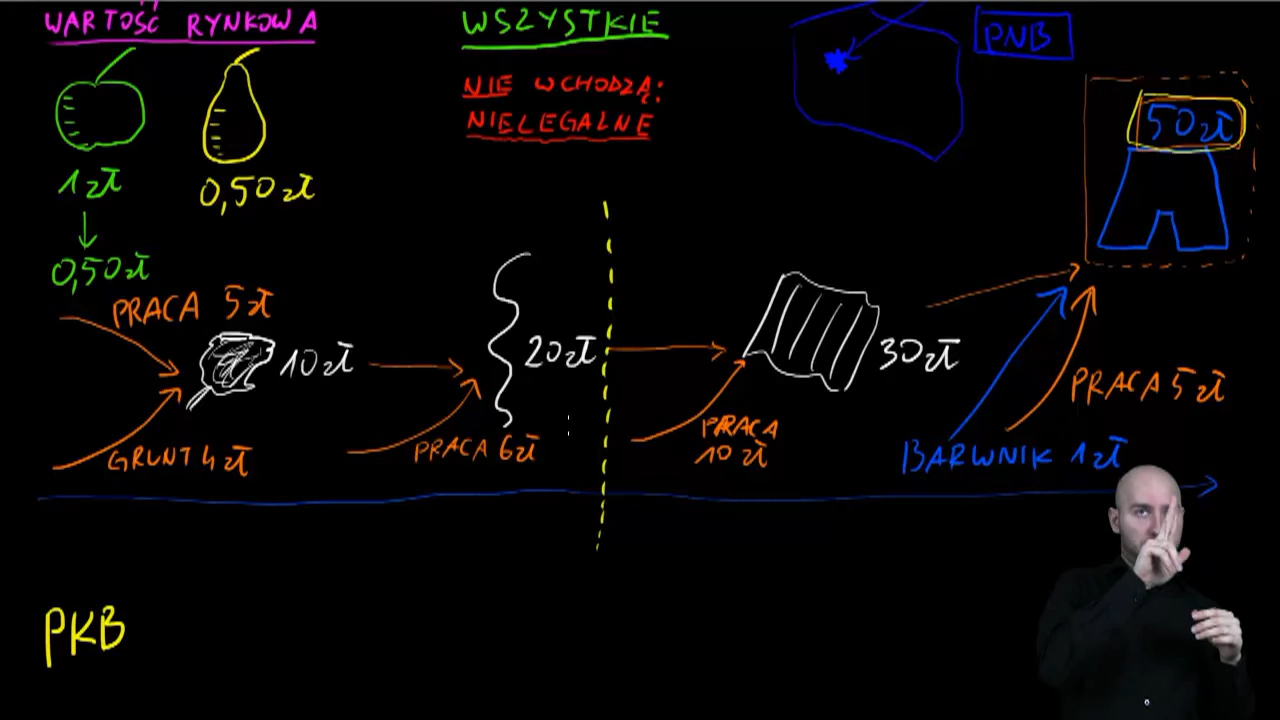 WARTOŚĆ RYNKOWA
1 zł
0,50 zł
0,50 zł
WSZYSTKIE
NIE WCHODZĄ:
NIELEGALNE
PNB
50 zł
PRACA 5 zł
10 zł
GRUNT 4 zł
20 zł
PRACA 6 zł
30 zł
PRACA
10 zł
PRACA 5 zł
BARWNIK 1 zł
PKB